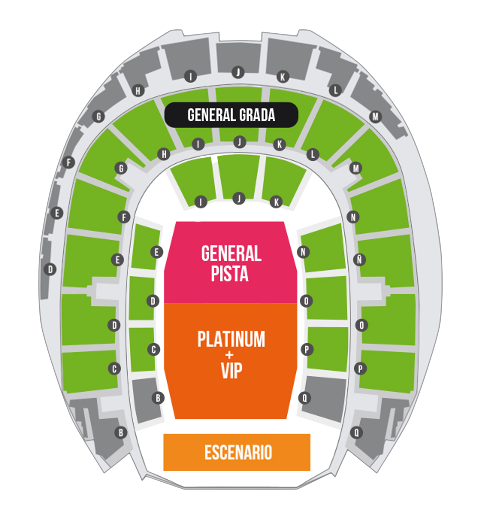 J
I
K
H
L
G
M
GENERAL GRADA
J
I
K
H
L
F
G
M
I
J
K
E
F
N
GENERAL
PISTA
E
E
N
Ñ
D
D
O
D
O
PLATINUM
+
VIP
C
P
C
P
B
Q
B
Q
ESCENARIO